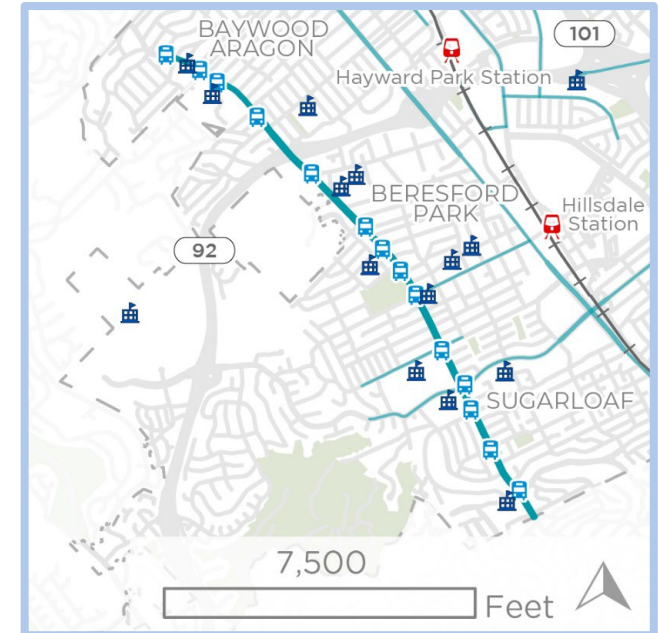 BAYWOOD
ARAGON
101
Hayward Park Station
BERESFORD
PARK
Hillsdale
Station
92
SUGARLOAF
7,500
Feet